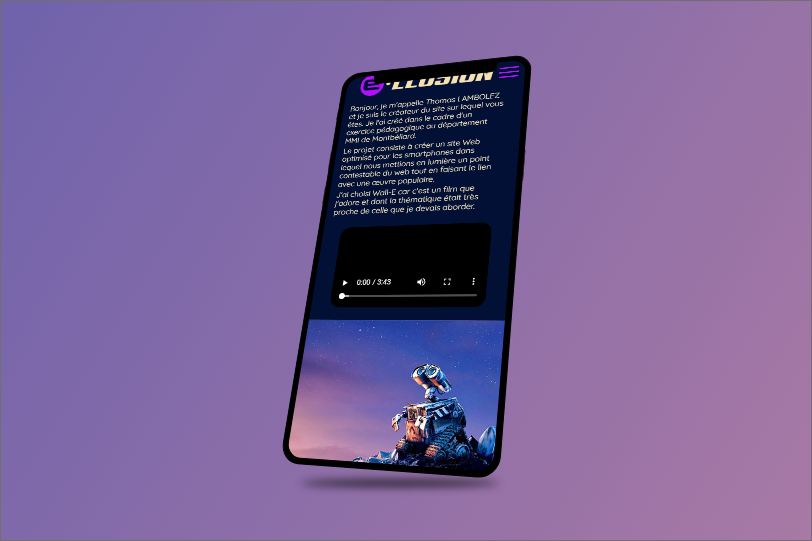 e-LLUSION
Bonjour, je m'appelle Thomas LAMBOLEZ
et je suis le créateur du site sur lequel vous
êtes. Je l'ai créé dans le cadre d'un
exercice pédagogique au département
MMI de Montbéliard.
Le projet consiste à créer un site Web
optimisé pour les smartphones dans
lequel nous mettions en lumière un point
contestable du web tout en faisant le lien
avec une œuvre populaire.
J'ai choisi Wall-E car c'est un film que
j'adore et dont la thématique était très
proche de celle que je devais aborder.
0:00 / 3:43